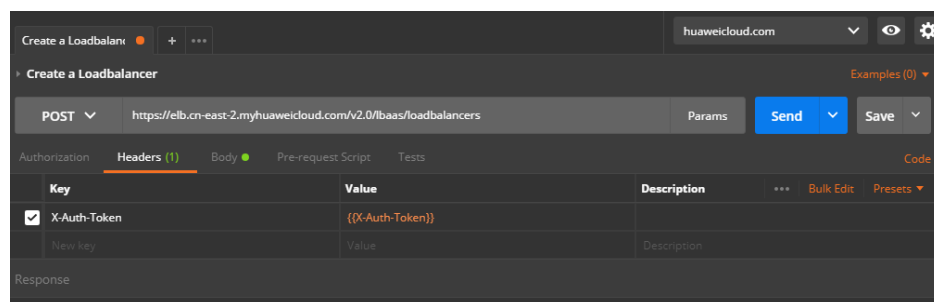 Create a Loadbalanc + ••• huaweicloud.com
Create a Loadbalancer Examples (0)
POST https://elb.cn-east-2.myhuaweicloud.com/v2.0/lbaas/loadbalancers Params Send Save
Authorization Headers (1) Body Pre-request Script Tests Code
Key Value Description ••• Bulk Edit Presets
X-Auth-Token {{X-Auth-Token}}
New key Value Description
Response